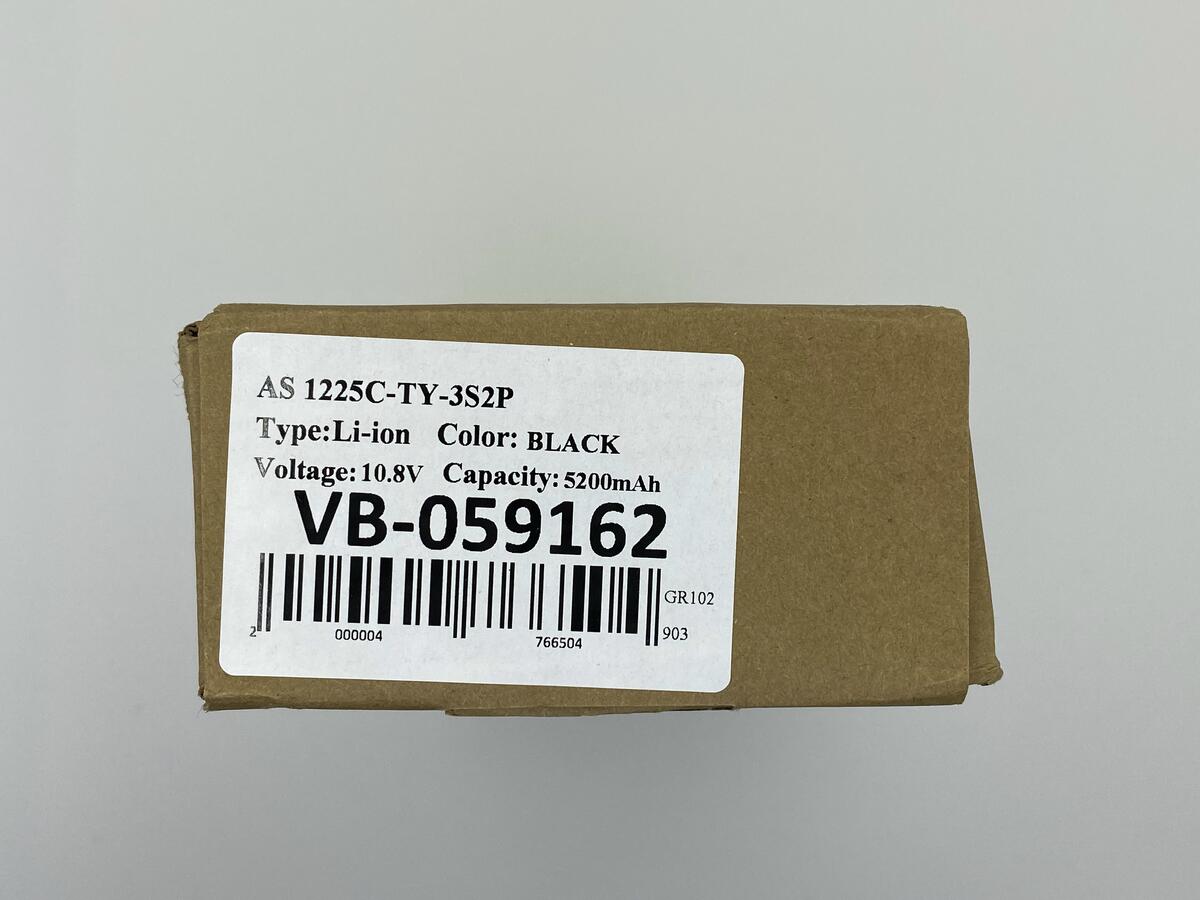 AS 1225C-TY-3S2P
Type:Li-ion Color: BLACK
Voltage: 10.8V Capacity: 5200mAh
VB-059162
GR102
903
2 000004 766504